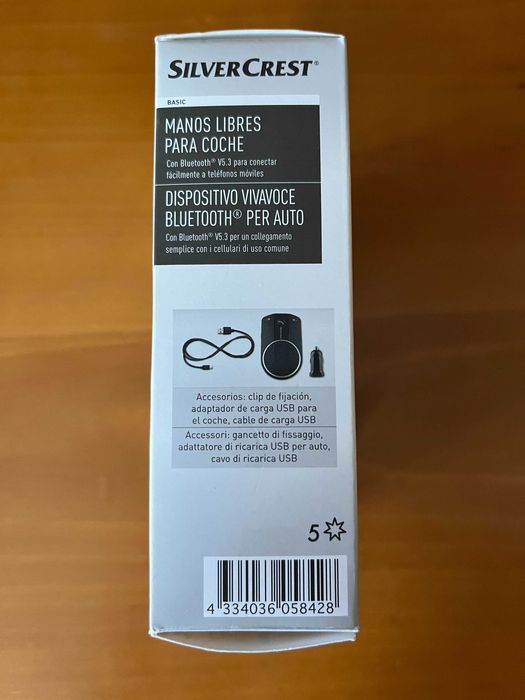 SILVERCREST®
BASIC
MANOS LIBRES
PARA COCHE
Con Bluetooth® V5.3 para conectar
fácilmente a teléfonos móviles
DISPOSITIVO VIVAVOCE
BLUETOOTH® PER AUTO
Con Bluetooth® V5.3 per un collegamento
semplice con i cellulari di uso comune
Accesorios: clip de fijación,
adaptador de carga USB para
el coche, cable de carga USB
Accessori: gancetto di fissaggio,
adattatore di ricarica USB per auto,
cavo di ricarica USB
5
4 334036 058428